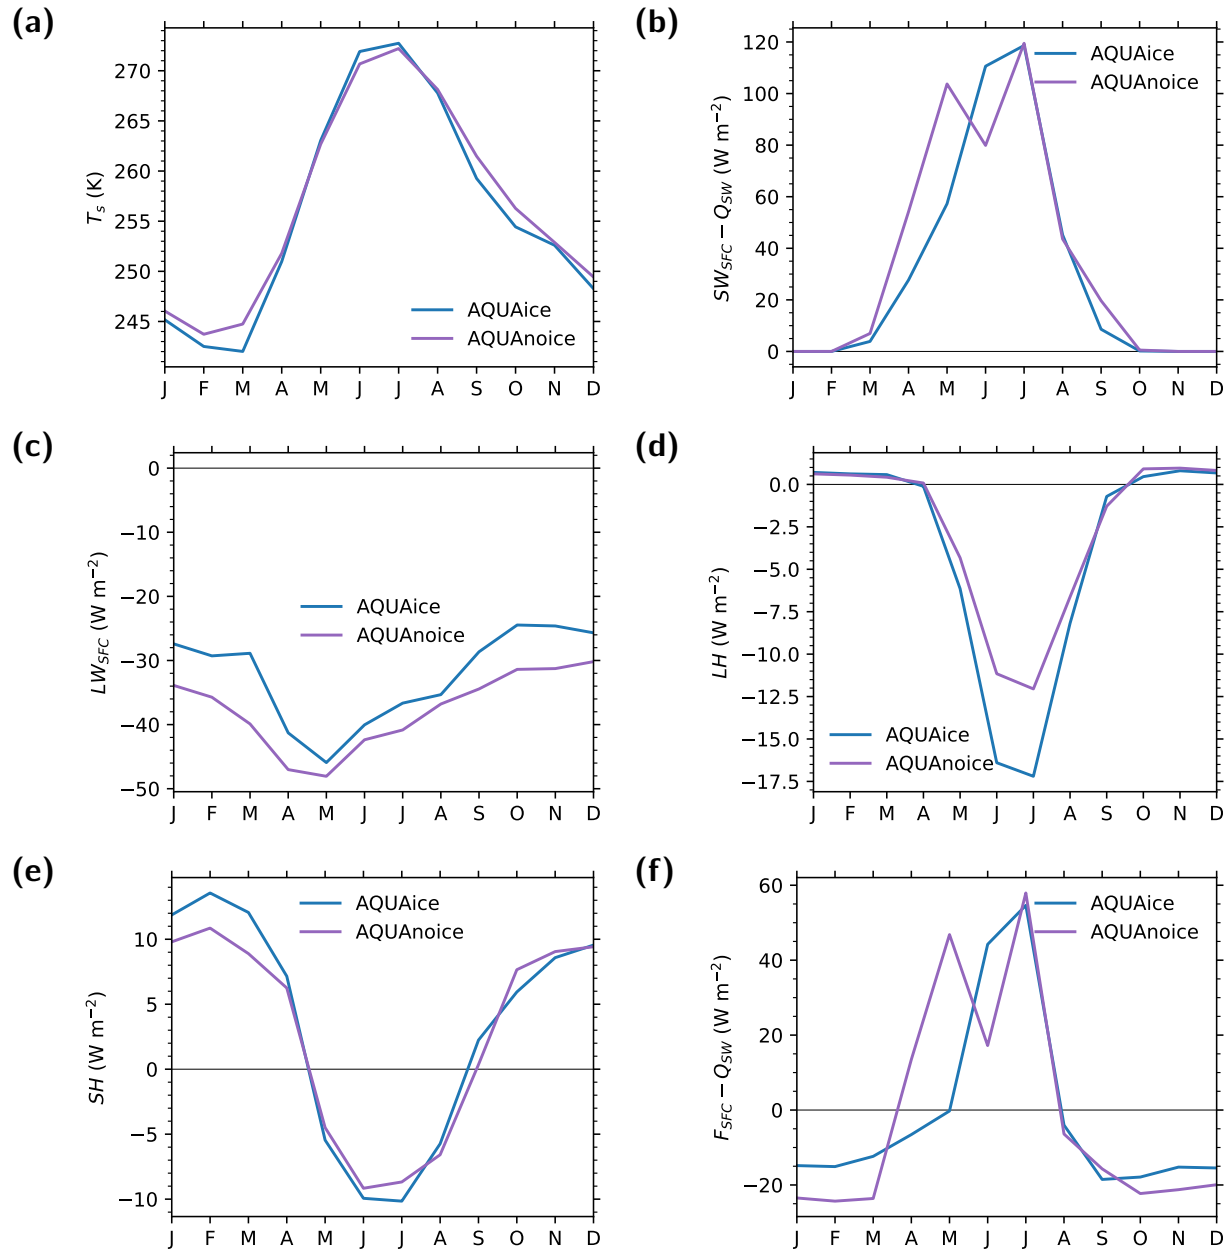 (a)
T_s (K)
270
265
260
255
250
245
AQUAice
AQUAnoice
J F M A M J J A S O N D
(b)
SW_SFC − Q_SW (W m⁻²)
120
100
80
60
40
20
0
AQUAice
AQUAnoice
J F M A M J J A S O N D
(c)
LW_SFC (W m⁻²)
0
−10
−20
−30
−40
−50
AQUAice
AQUAnoice
J F M A M J J A S O N D
(d)
LH (W m⁻²)
0.0
−2.5
−5.0
−7.5
−10.0
−12.5
−15.0
−17.5
AQUAice
AQUAnoice
J F M A M J J A S O N D
(e)
SH (W m⁻²)
10
5
0
−5
−10
AQUAice
AQUAnoice
J F M A M J J A S O N D
(f)
F_SFC − Q_SW (W m⁻²)
60
40
20
0
−20
AQUAice
AQUAnoice
J F M A M J J A S O N D